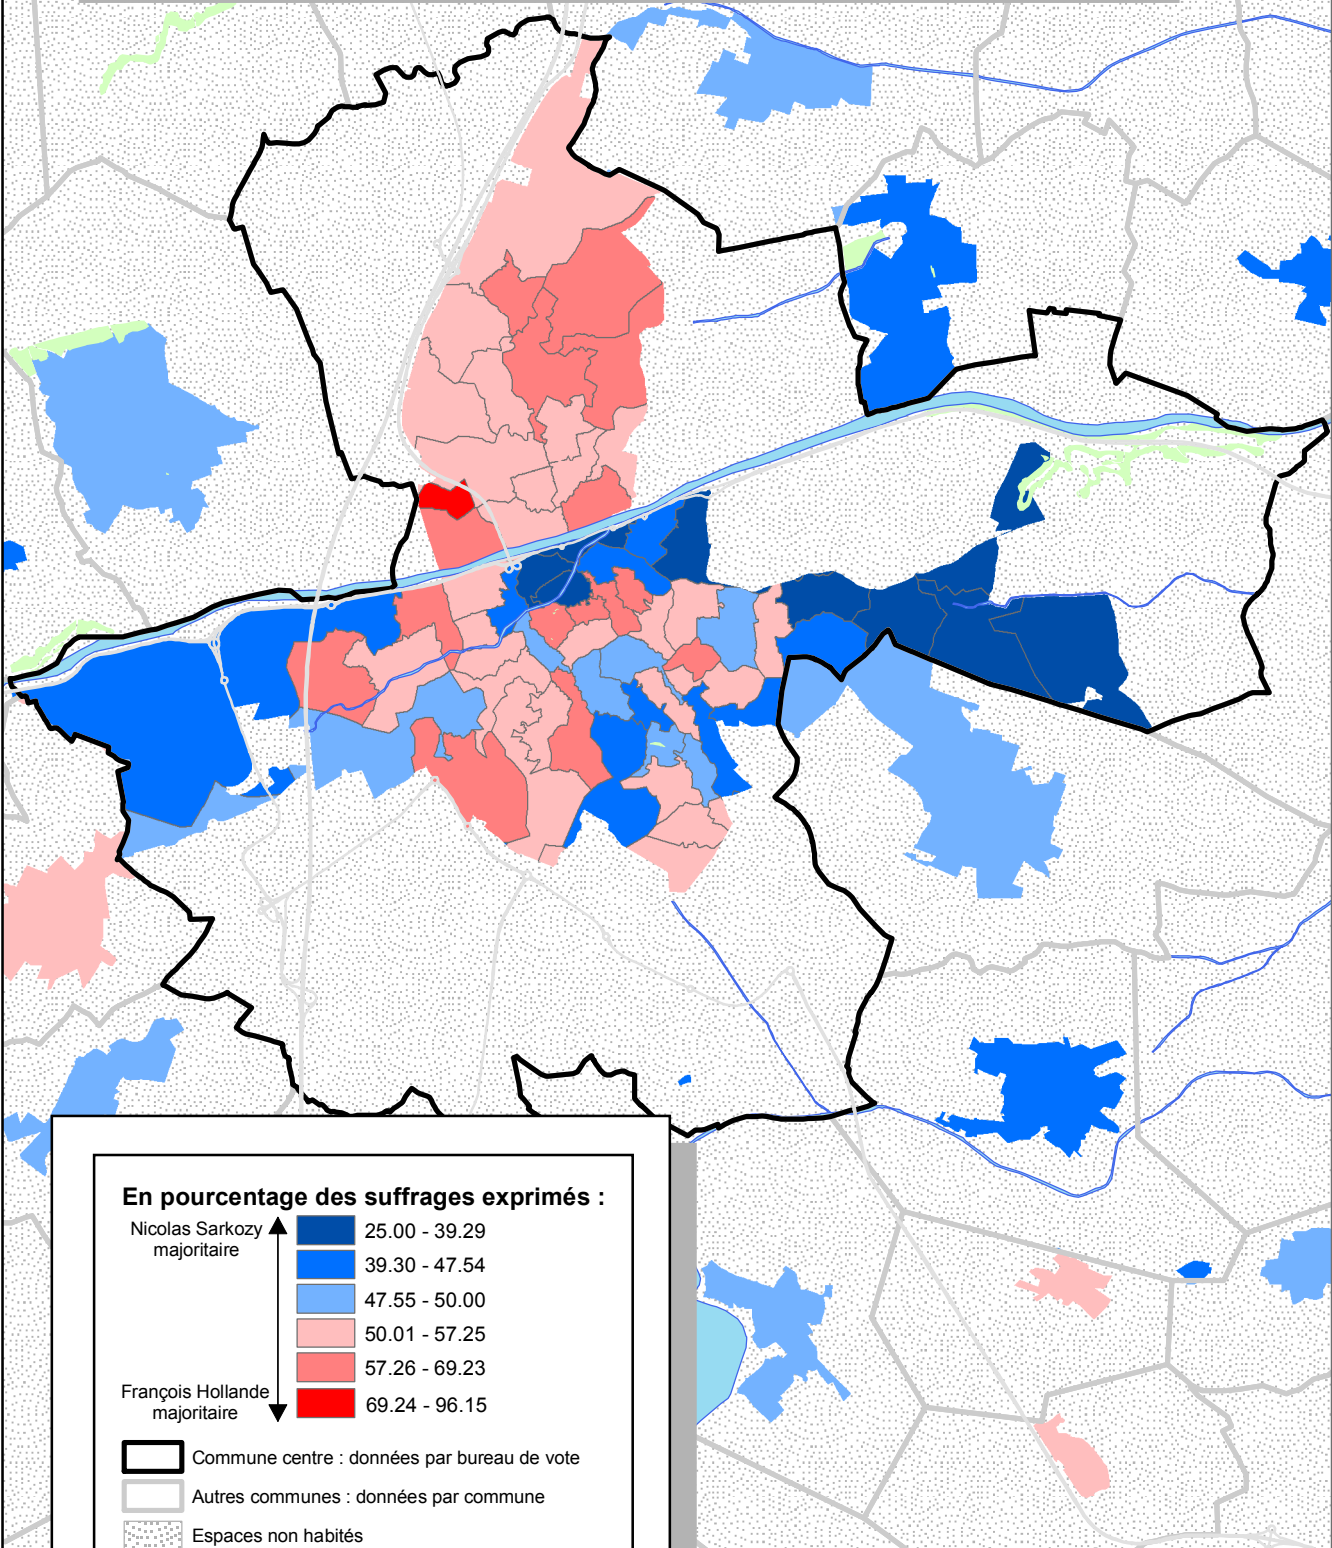 En pourcentage des suffrages exprimés :
Nicolas Sarkozy
majoritaire
25.00 - 39.29
39.30 - 47.54
47.55 - 50.00
50.01 - 57.25
57.26 - 69.23
69.24 - 96.15
François Hollande
majoritaire
Commune centre : données par bureau de vote
Autres communes : données par commune
Espaces non habités